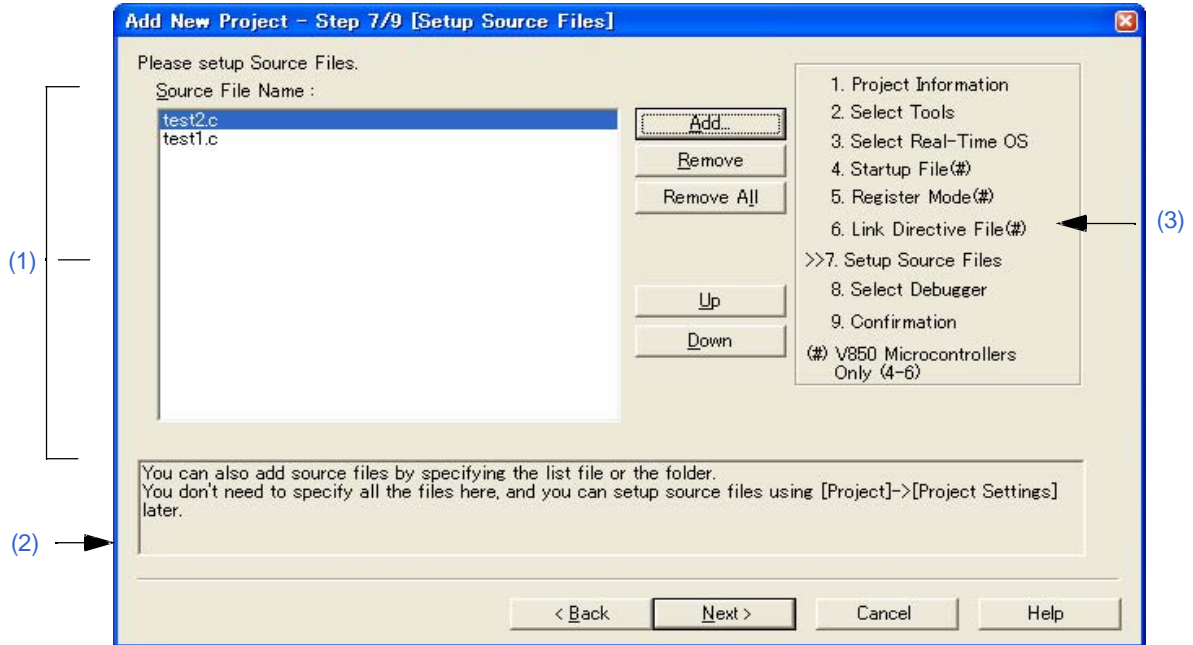 Add New Project - Step 7/9 [Setup Source Files]
Please setup Source Files.
Source File Name :
test2.c
test1.c
Add...
Remove
Remove All
Up
Down
1. Project Information
2. Select Tools
3. Select Real-Time OS
4. Startup File(#)
5. Register Mode(#)
6. Link Directive File(#)
>>7. Setup Source Files
8. Select Debugger
9. Confirmation
(#) V850 Microcontrollers
Only (4-6)
(1)
(3)
You can also add source files by specifying the list file or the folder.
You don't need to specify all the files here, and you can setup source files using [Project]->[Project Settings]
later.
(2)
< Back
Next >
Cancel
Help